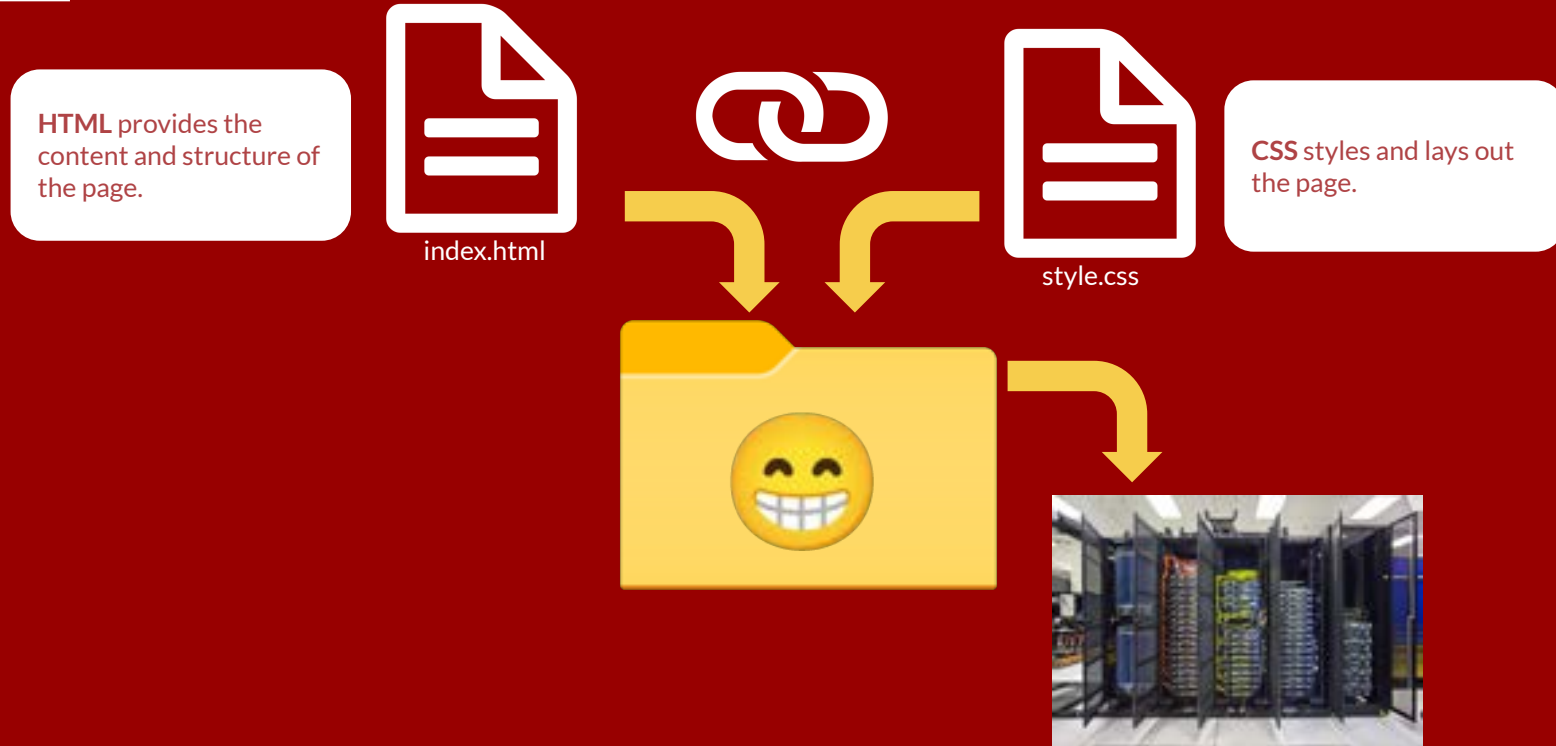 HTML provides the
content and structure of
the page.
index.html
CSS styles and lays out
the page.
style.css